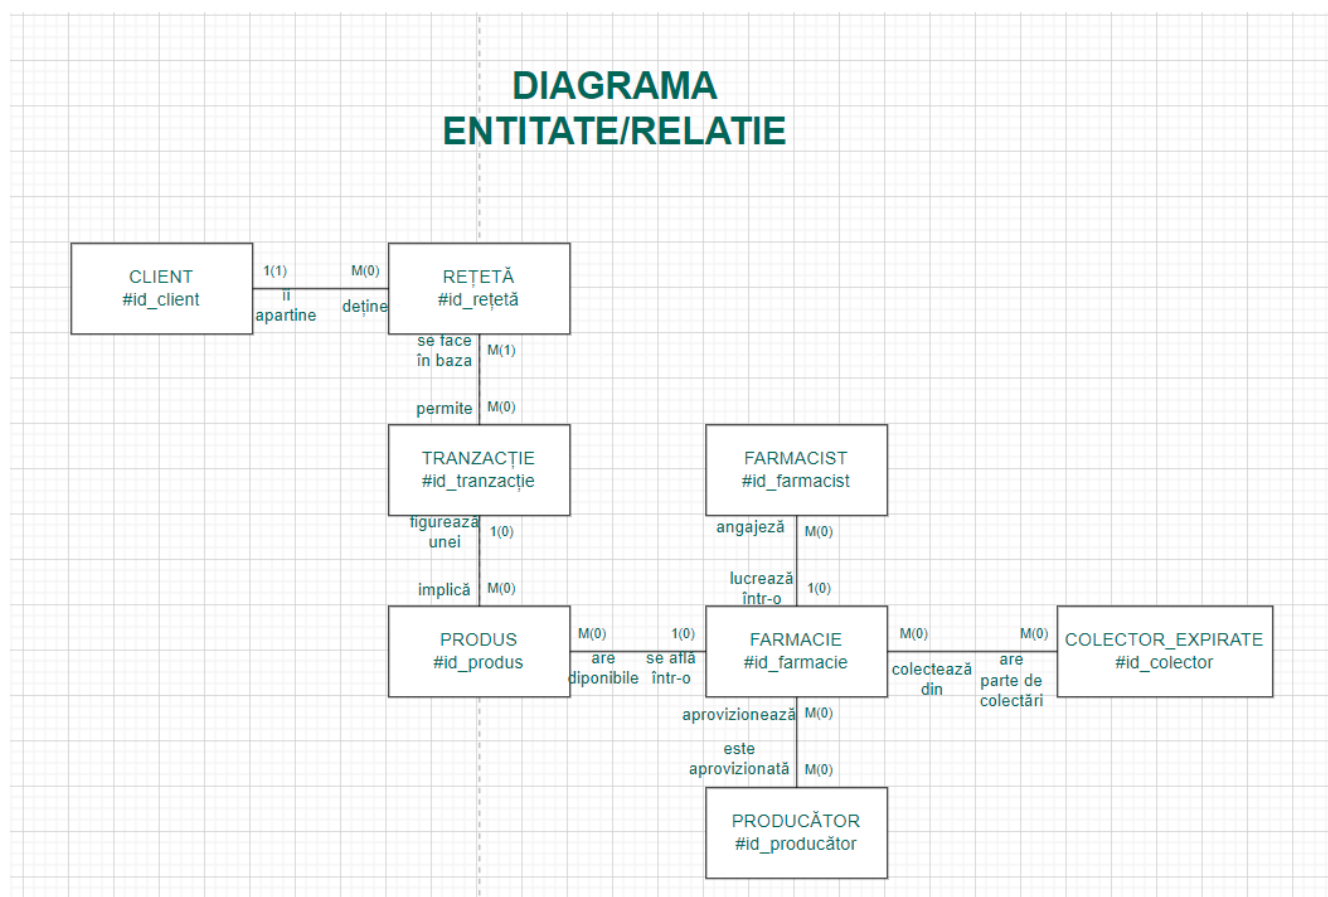 DIAGRAMA
ENTITATE/RELATIE
CLIENT
#id_client
1(1)
M(0)
îi
apartine
deține
REȚETĂ
#id_rețetă
se face
în baza
M(1)
permite
M(0)
TRANZACȚIE
#id_tranzacție
FARMACIST
#id_farmacist
figurează
unei
1(0)
angajeză
M(0)
implică
M(0)
lucrează
într-o
1(0)
PRODUS
#id_produs
M(0)
1(0)
are
diponibile
se află
într-o
FARMACIE
#id_farmacie
M(0)
M(0)
colectează
din
are
parte de
colectări
COLECTOR_EXPIRATE
#id_colector
aprovizionează
M(0)
este
aprovizionată
M(0)
PRODUCĂTOR
#id_producător